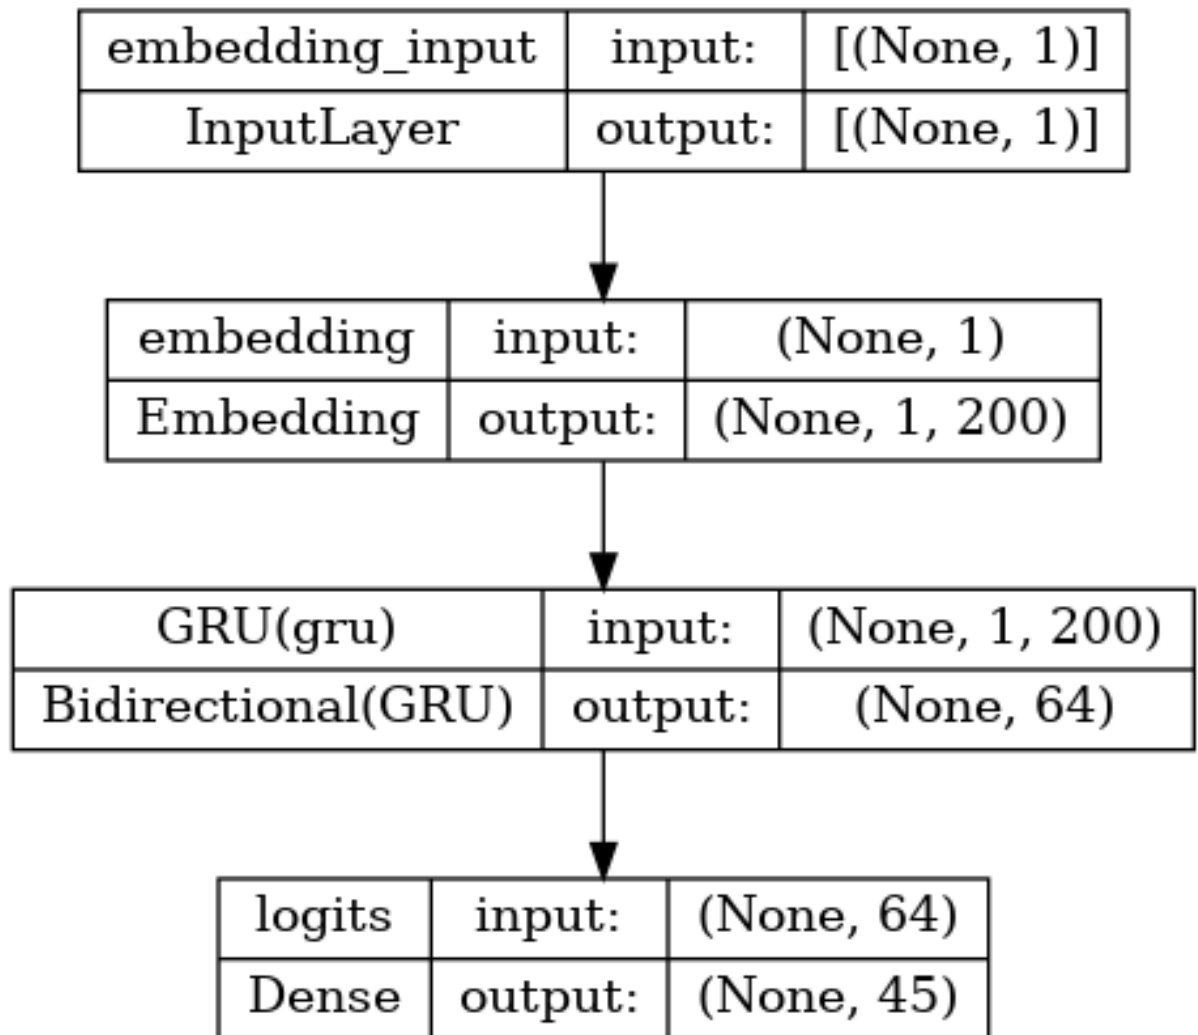 embedding_input input: [(None, 1)]
InputLayer output: [(None, 1)]
embedding input: (None, 1)
Embedding output: (None, 1, 200)
GRU(gru) input: (None, 1, 200)
Bidirectional(GRU) output: (None, 64)
logits input: (None, 64)
Dense output: (None, 45)